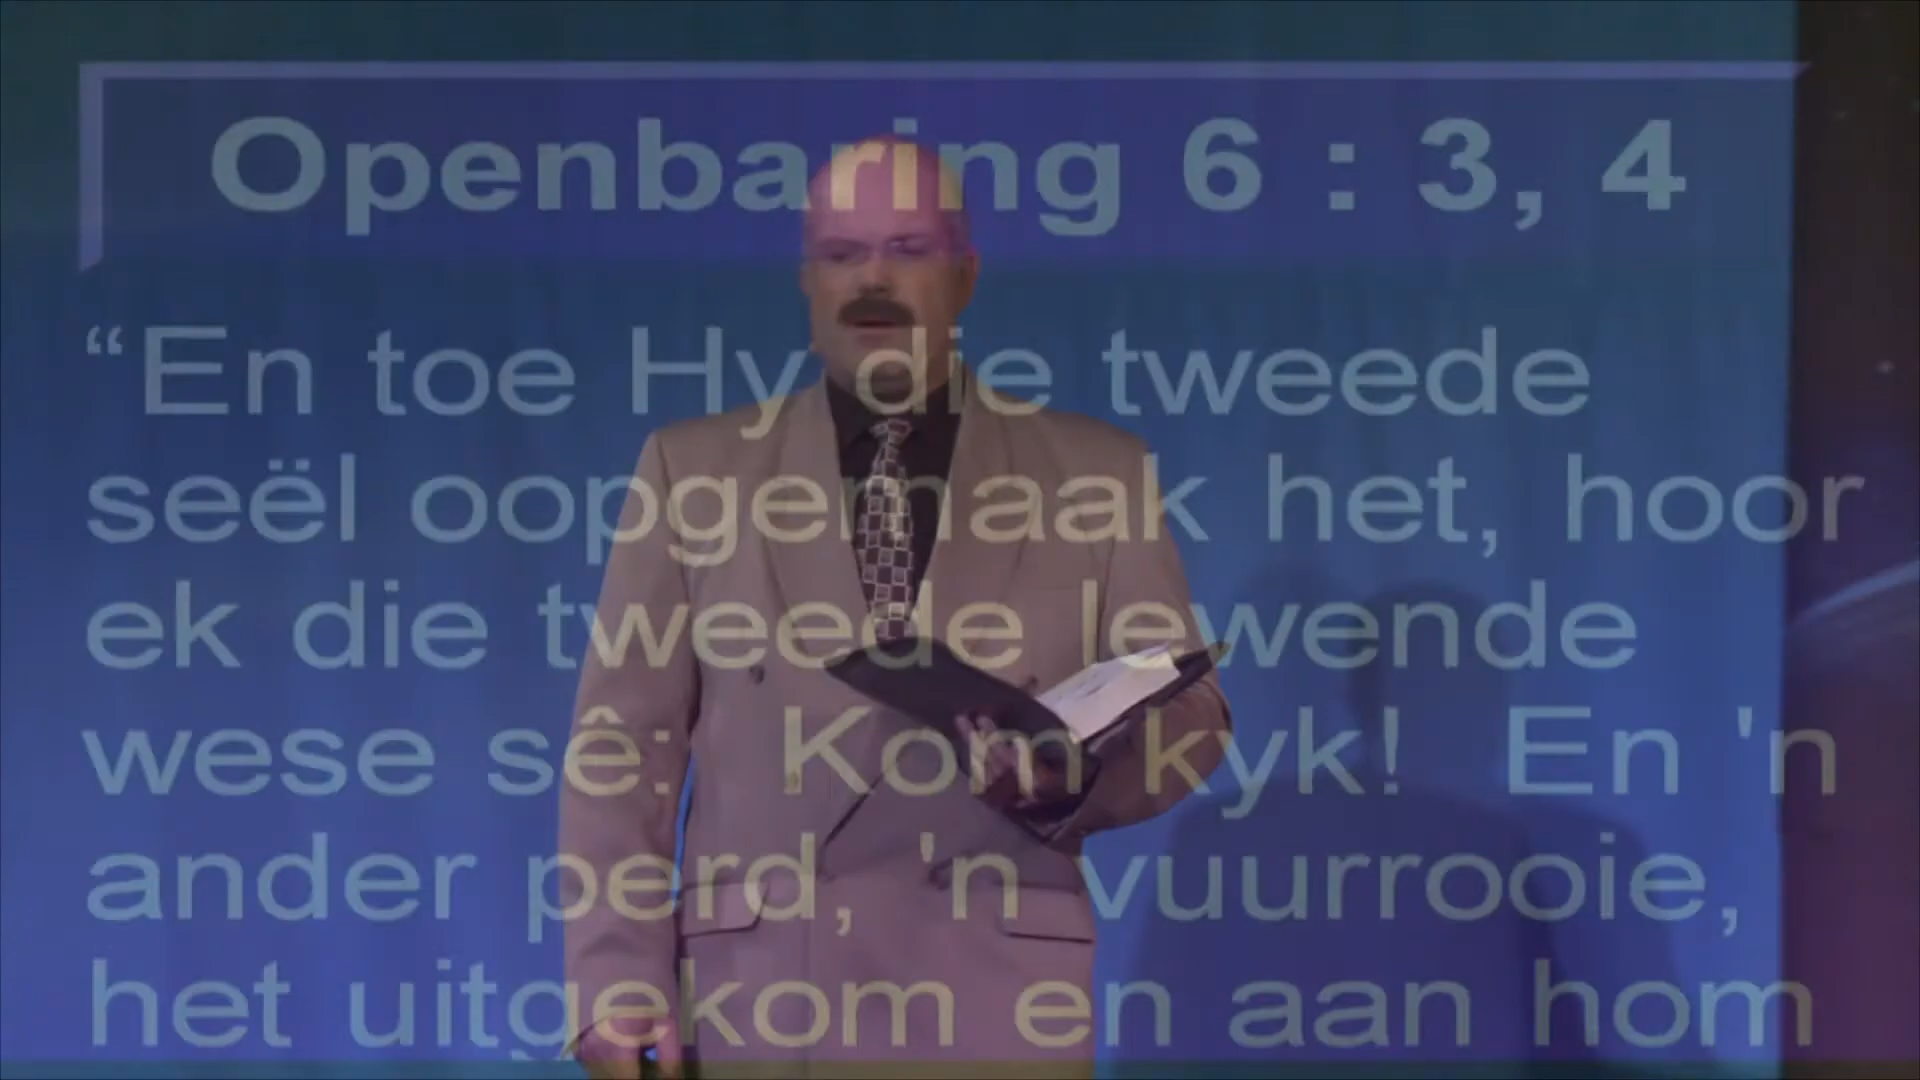 Openbaring 6 : 3, 4
“En toe Hy die tweede
seël oopgemaak het, hoor
ek die tweede lewende
wese sê: Kom kyk! En 'n
ander perd, 'n vuurrooie,
het uitgekom en aan hom